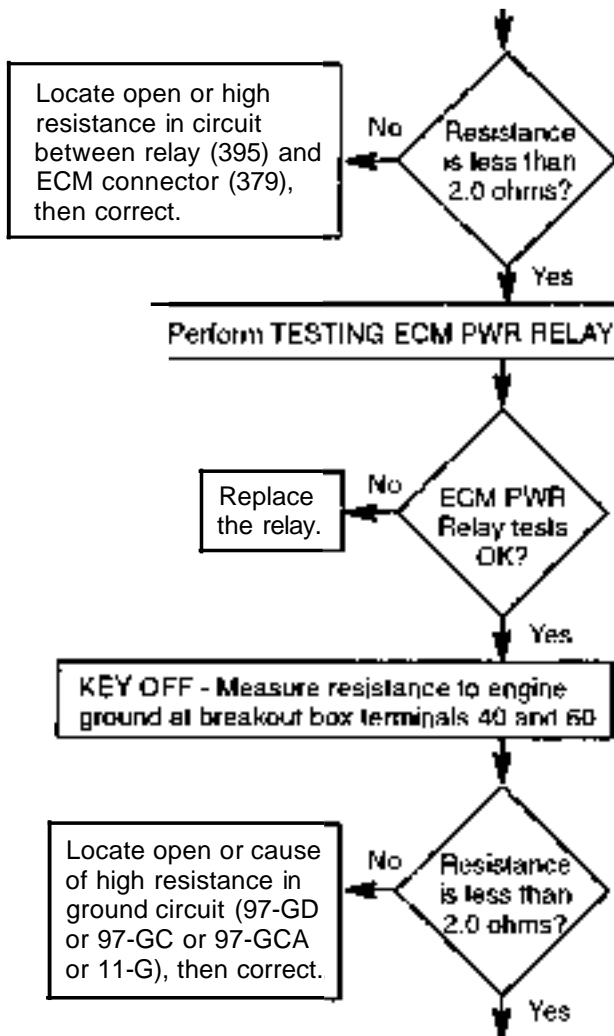 Locate open or high
resistance in circuit
between relay (395) and
ECM connector (379),
then correct.
No
Resistance
is less than
2.0 ohms?
Yes
Perform TESTING ECM PWR RELAY
Replace
the relay.
No
ECM PWR
Relay tests
OK?
Yes
KEY OFF - Measure resistance to engine
ground at breakout box terminals 40 and 60
Locate open or cause
of high resistance in
ground circuit (97-GD
or 97-GC or 97-GCA
or 11-G), then correct.
No
Resistance
is less than
2.0 ohms?
Yes